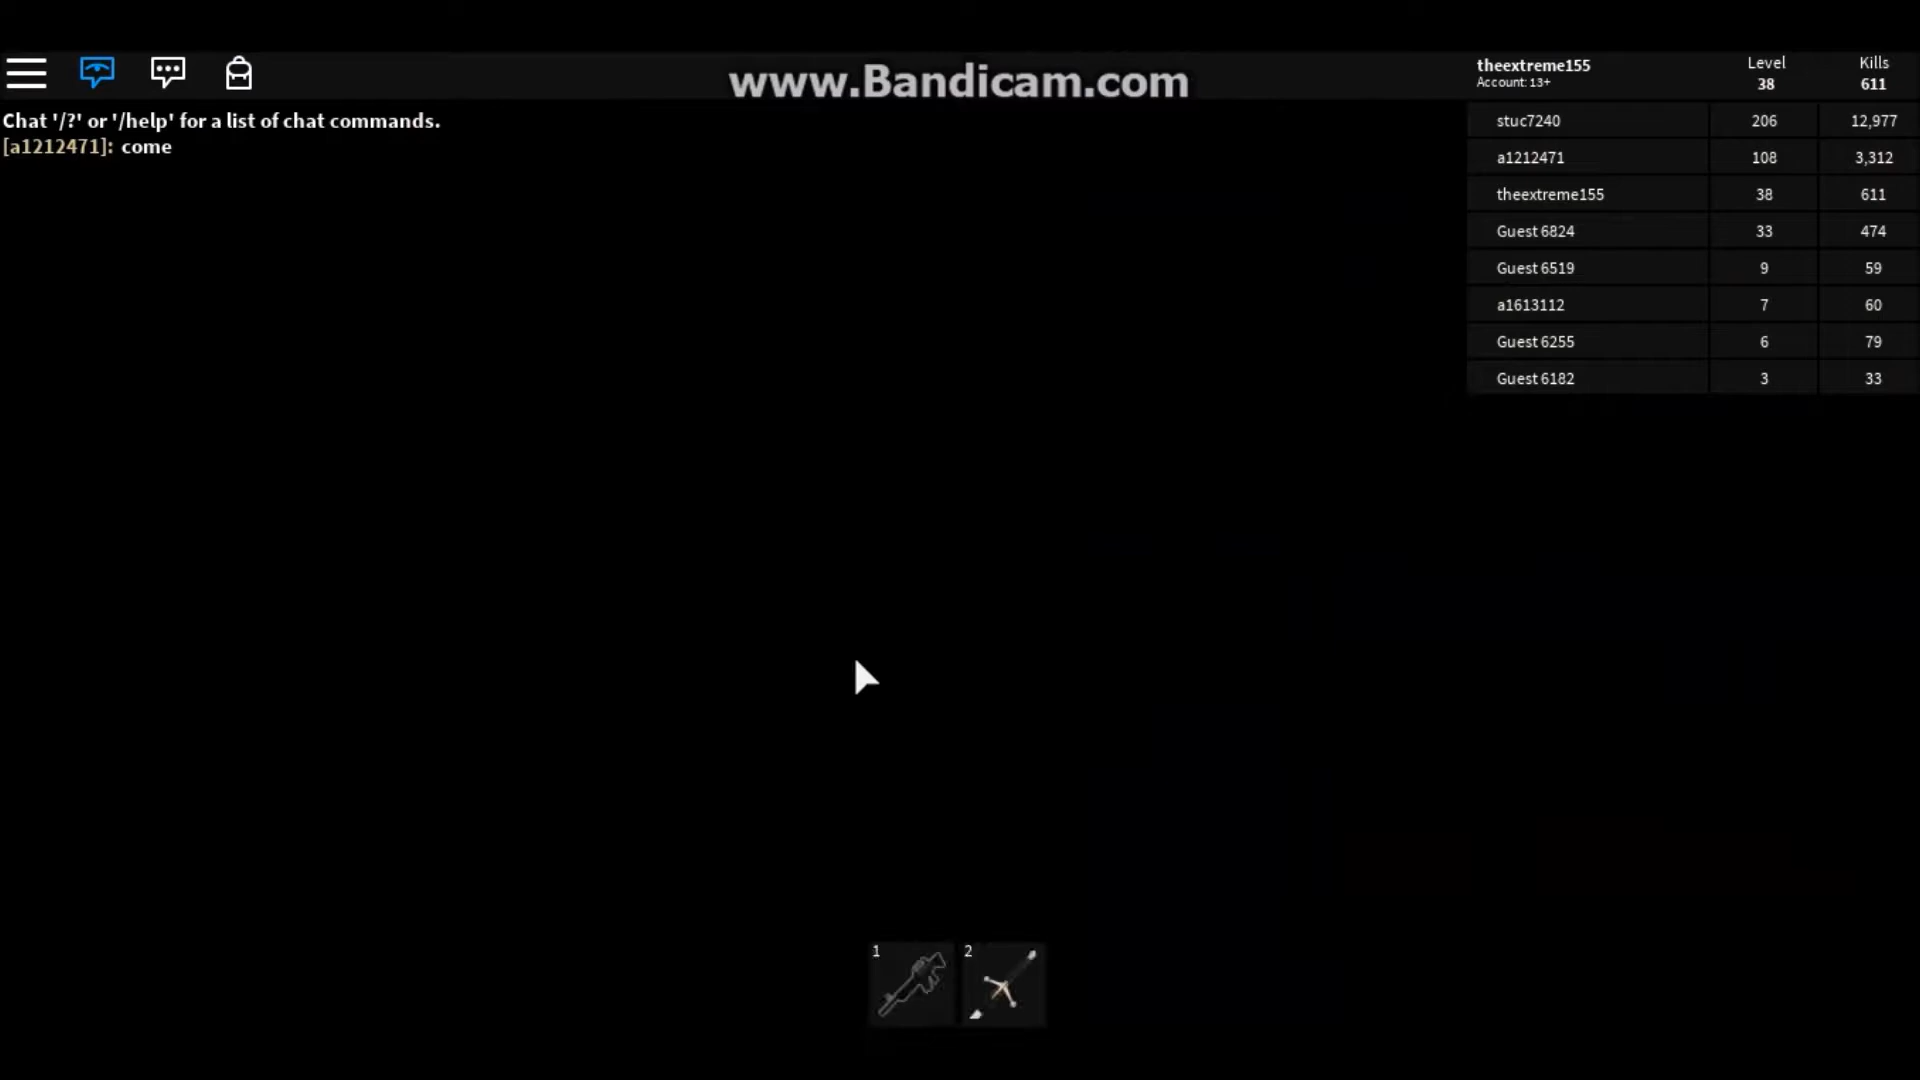 www.Bandicam.com
theextreme155
Account: 13+
Level
38
Kills
611
Chat '/?' or '/help' for a list of chat commands.
[a1212471]: come
stuc7240 206 12,977
a1212471 108 3,312
theextreme155 38 611
Guest 6824 33 474
Guest 6519 9 59
a1613112 7 60
Guest 6255 6 79
Guest 6182 3 33
1 2